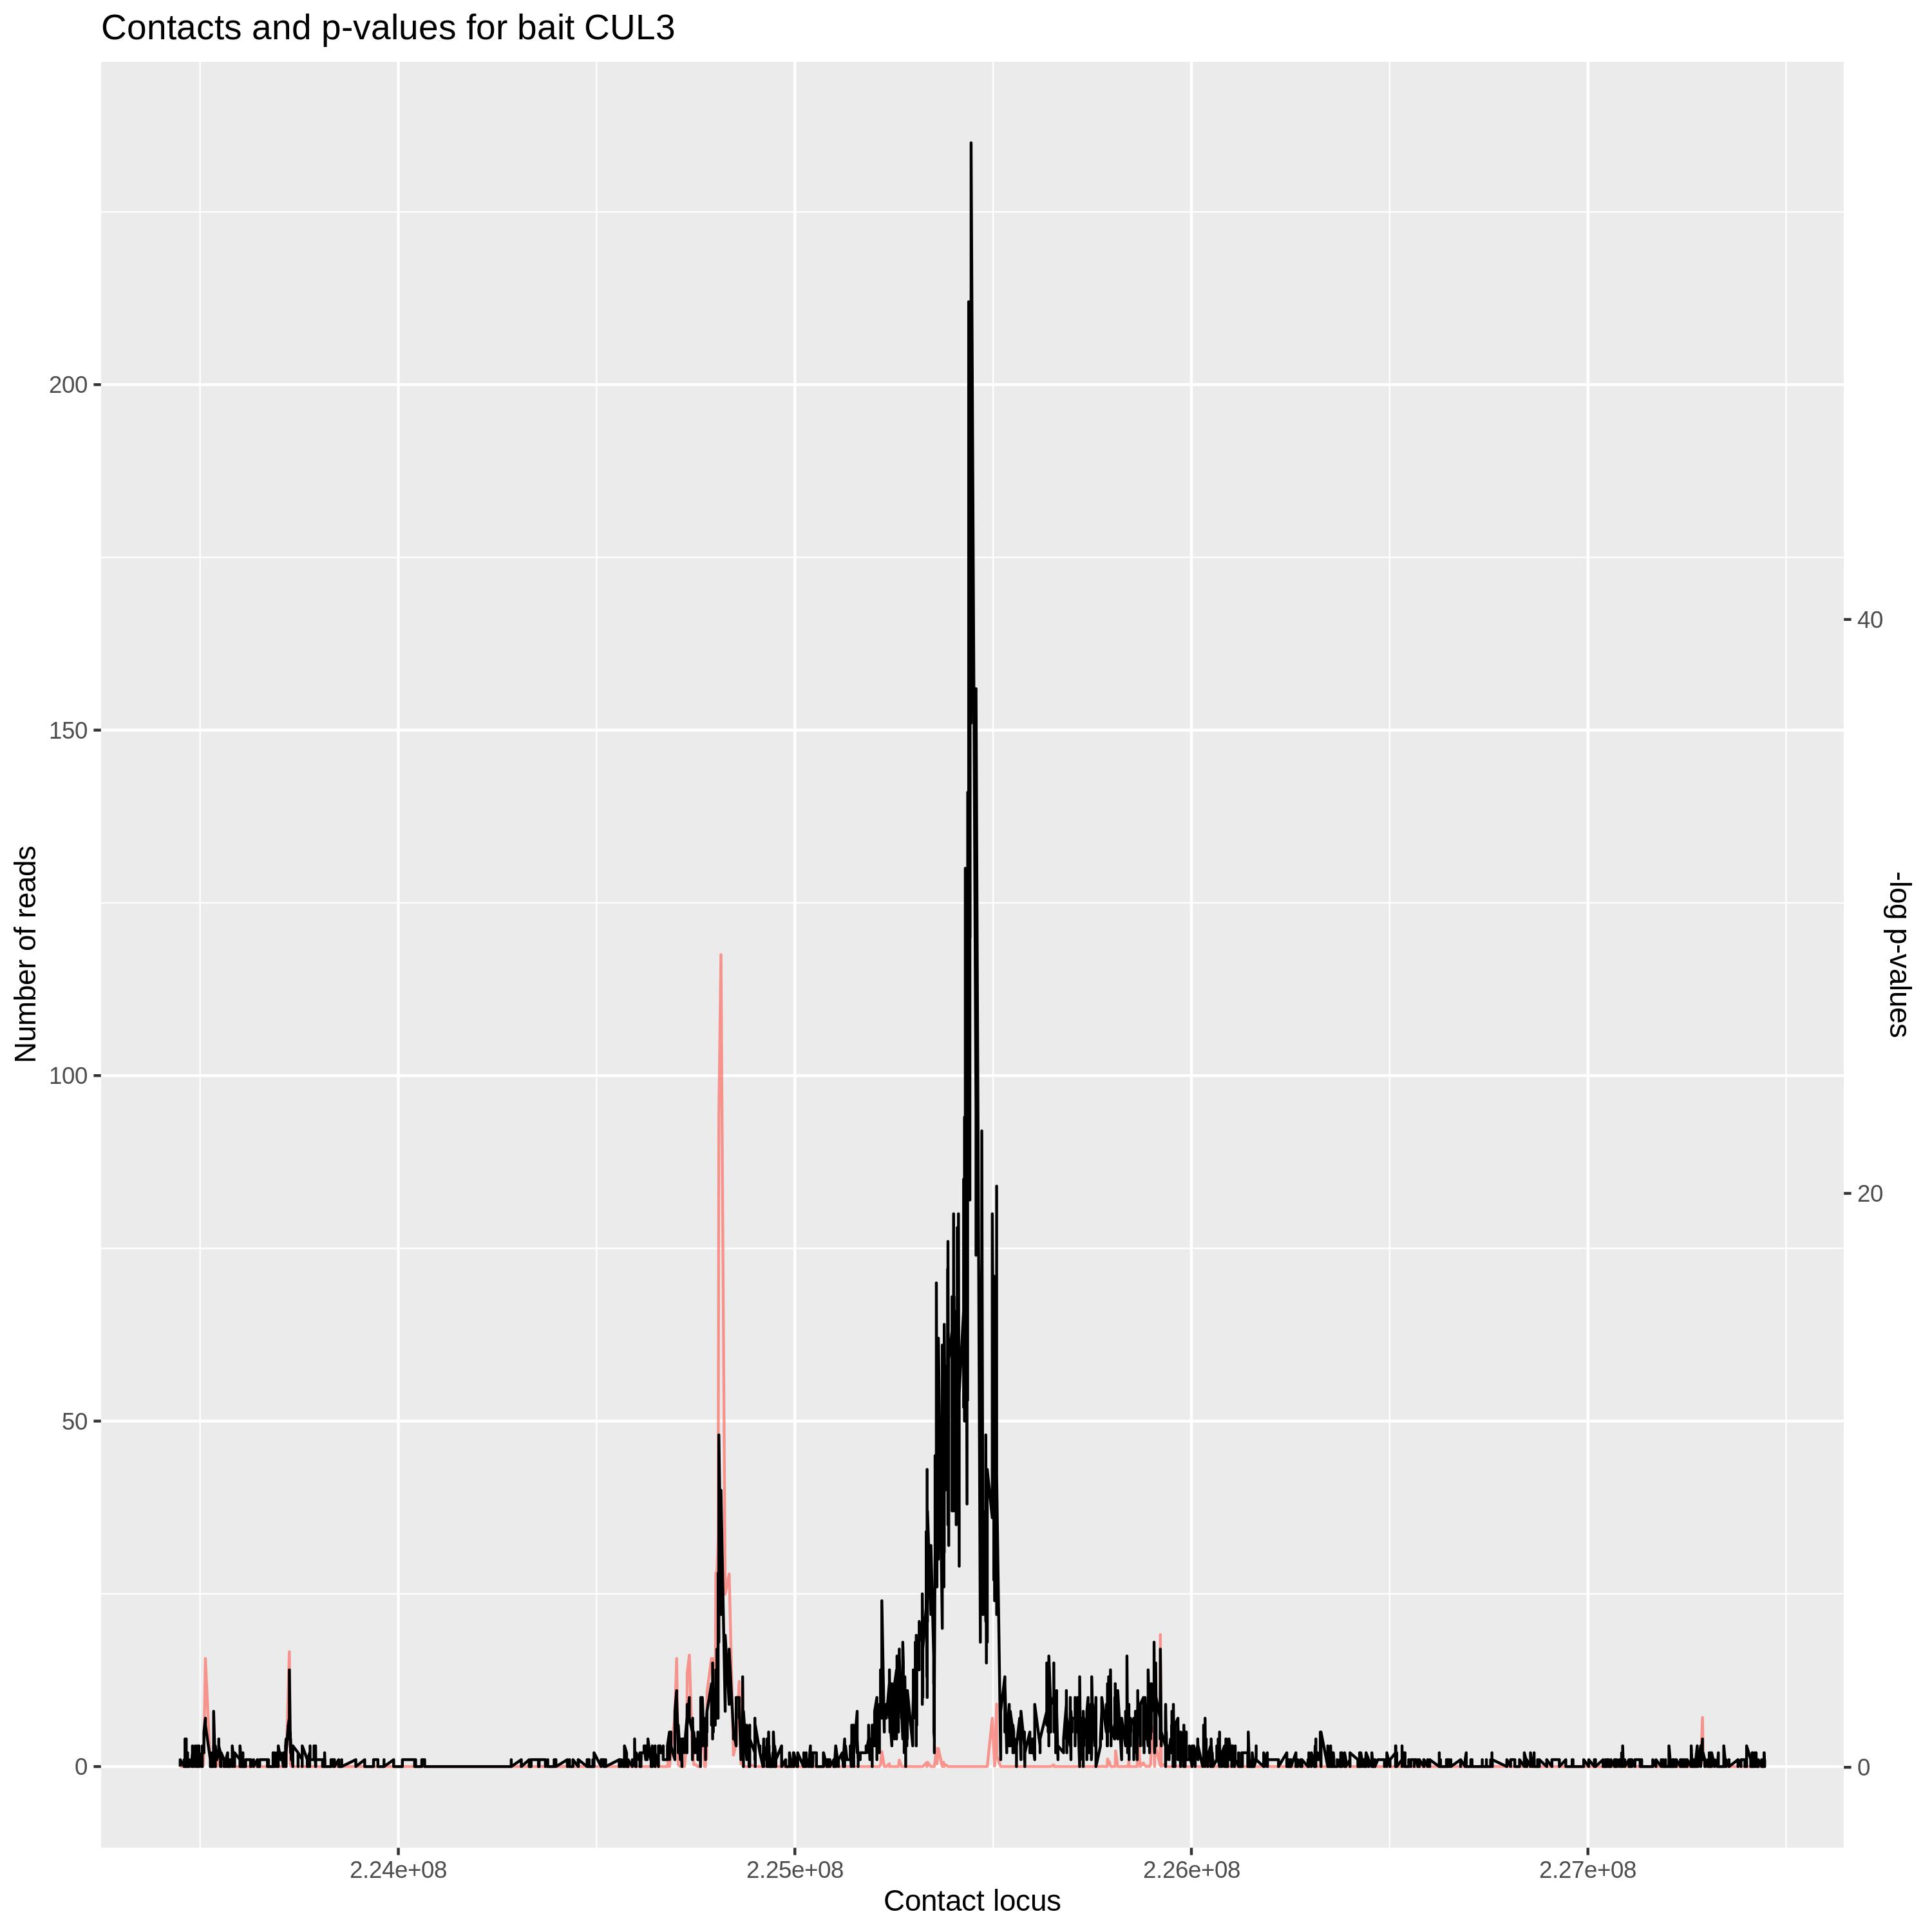 Contacts and p-values for bait CUL3
200
150
100
50
0
Number of reads
40
20
0
-log p-values
2.24e+08 2.25e+08 2.26e+08 2.27e+08
Contact locus